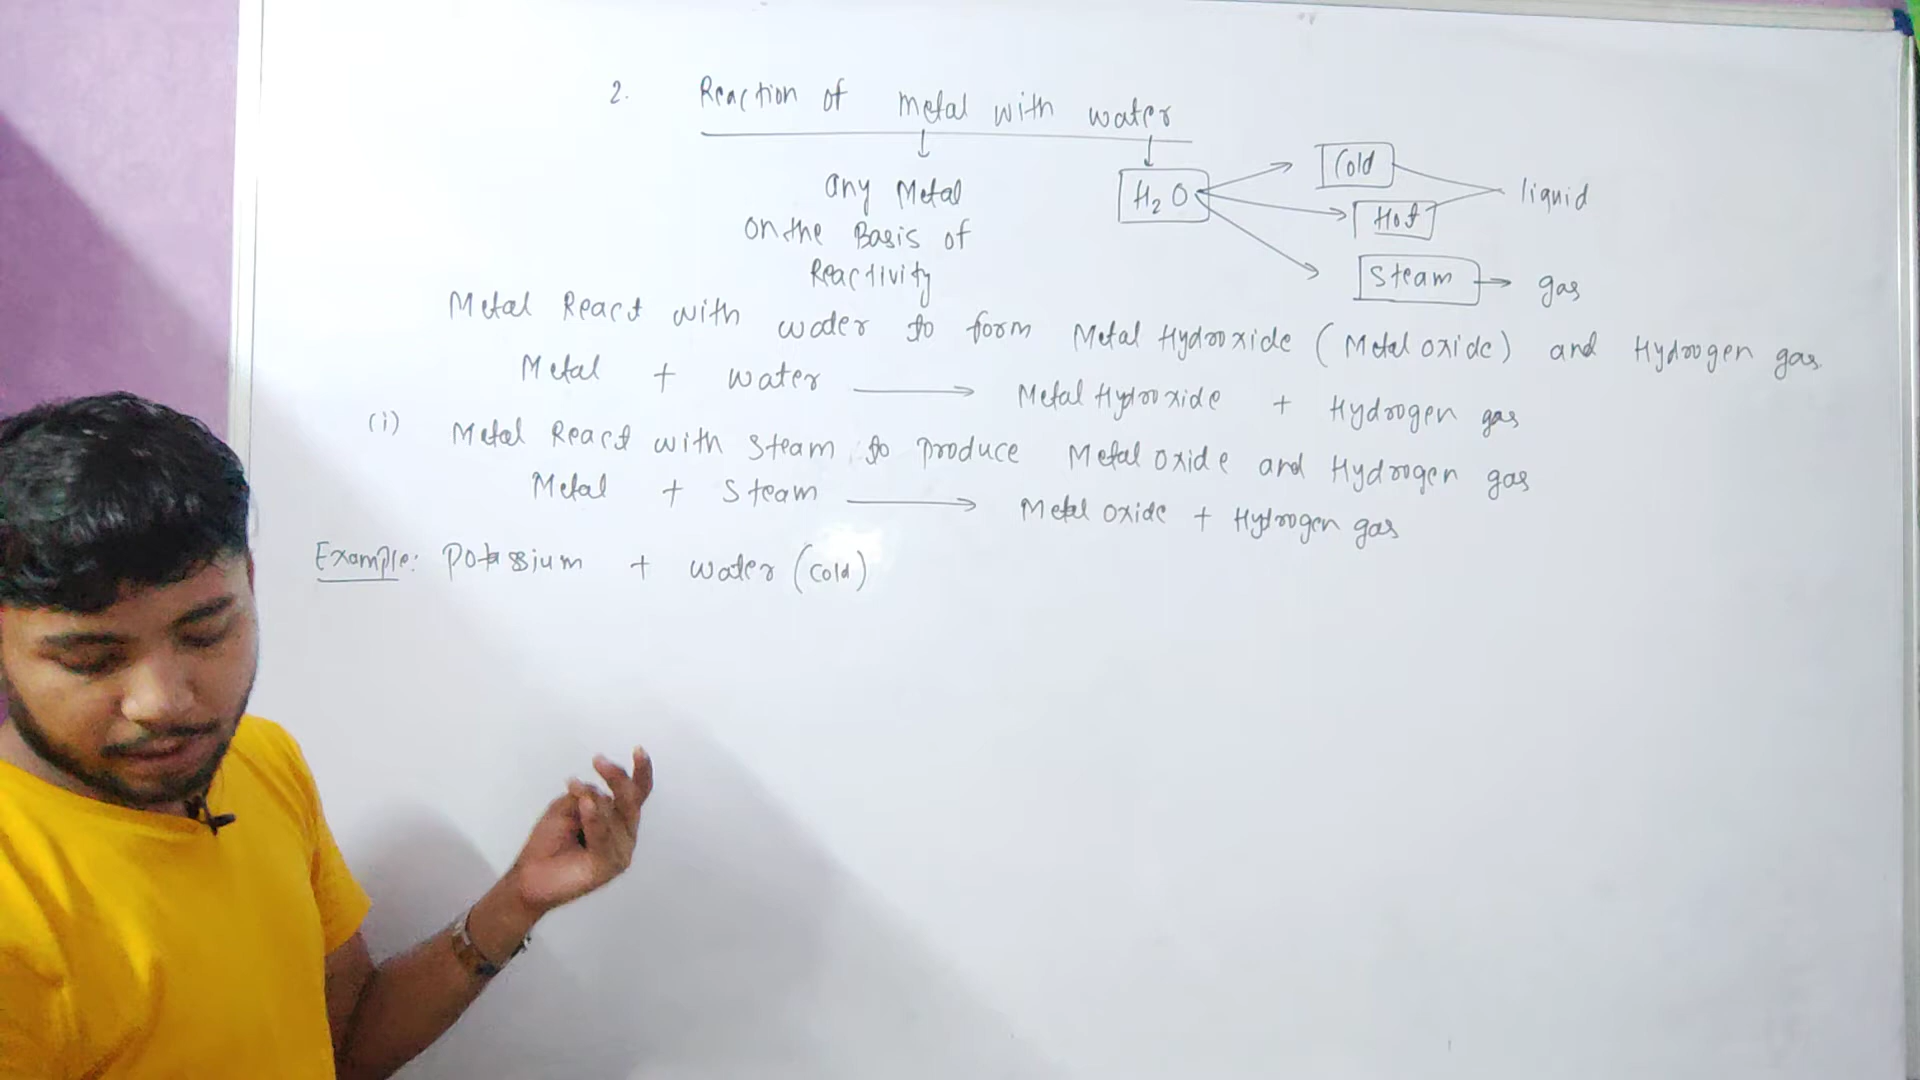 2. Reaction of metal with water
any Metal
on the Basis of
Reactivity
H₂O
Cold
Hot
liquid
Steam
gas
Metal React with water to form Metal Hydroxide (Metal oxide) and Hydrogen gas
Metal + water → Metal Hydroxide + Hydrogen gas
(i) Metal React with Steam to produce Metal oxide and Hydrogen gas
Metal + Steam → Metal oxide + Hydrogen gas
Example: Potassium + water (cold)